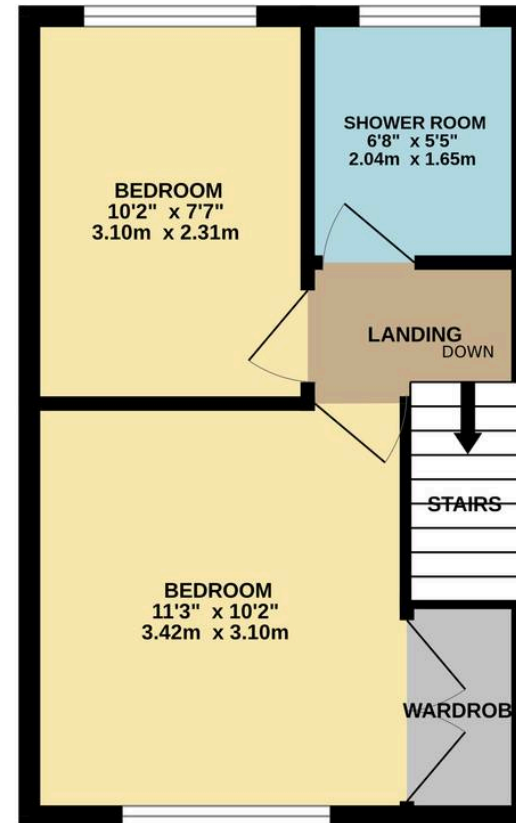 SHOWER ROOM
6'8" x 5'5"
2.04m x 1.65m
BEDROOM
10'2" x 7'7"
3.10m x 2.31m
LANDING
DOWN
STAIRS
BEDROOM
11'3" x 10'2"
3.42m x 3.10m
WARDROB